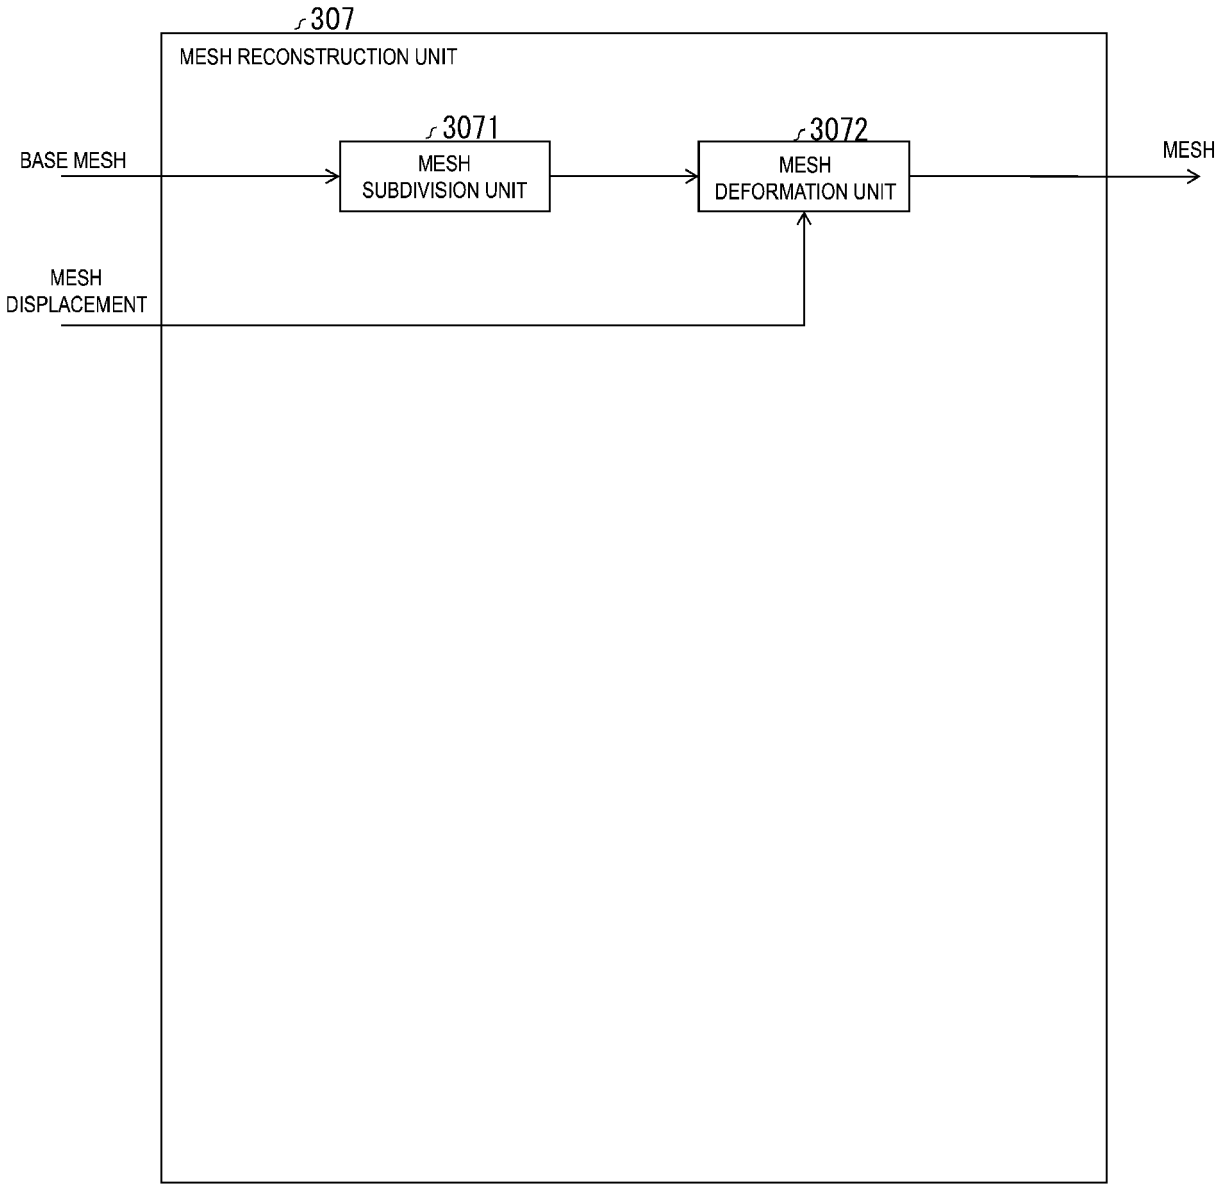 307
MESH RECONSTRUCTION UNIT
3071
3072
BASE MESH
MESH
SUBDIVISION UNIT
MESH
DEFORMATION UNIT
MESH
MESH
DISPLACEMENT